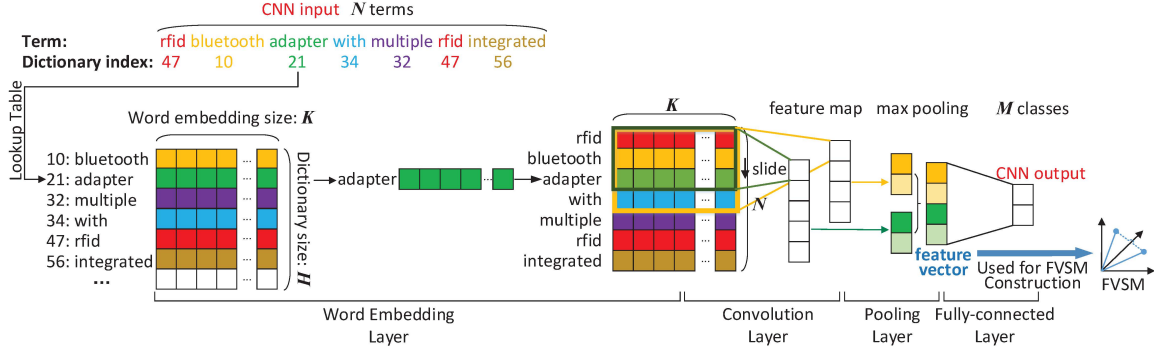 CNN input N terms
Term: rfid bluetooth adapter with multiple rfid integrated
Dictionary index: 47 10 21 34 32 47 56
Lookup Table
Word embedding size: K
10: bluetooth
21: adapter
32: multiple
34: with
47: rfid
56: integrated
...
...
...
...
...
...
...
...
Dictionary size: H
adapter
...
K
rfid
bluetooth
adapter
with
multiple
rfid
integrated
...
...
...
...
...
...
...
slide
N
feature map
max pooling
M classes
CNN output
feature
vector
Used for FVSM
Construction
FVSM
Word Embedding
Layer
Convolution
Layer
Pooling
Layer
Fully-connected
Layer